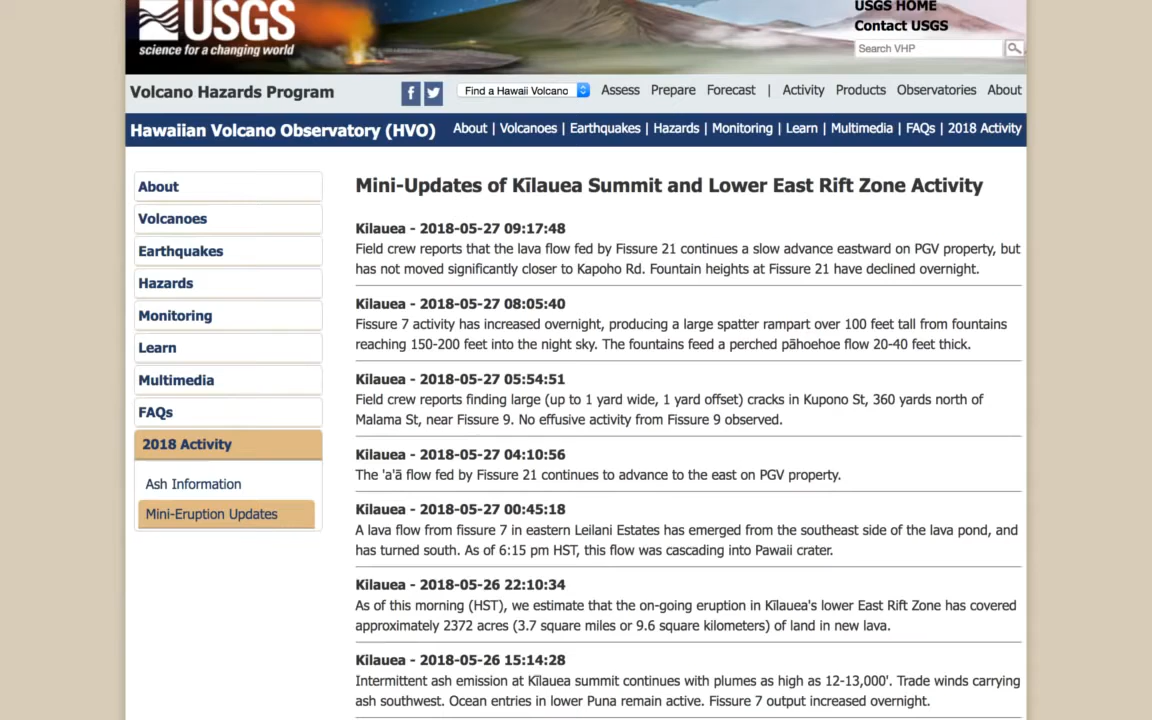 USGS
science for a changing world
USGS HOME
Contact USGS
Search VHP
Volcano Hazards Program
f
Find a Hawaii Volcano
Assess Prepare Forecast | Activity Products Observatories About
Hawaiian Volcano Observatory (HVO)
About | Volcanoes | Earthquakes | Hazards | Monitoring | Learn | Multimedia | FAQs | 2018 Activity
About
Volcanoes
Earthquakes
Hazards
Monitoring
Learn
Multimedia
FAQs
2018 Activity
Ash Information
Mini-Eruption Updates
Mini-Updates of Kīlauea Summit and Lower East Rift Zone Activity
Kilauea - 2018-05-27 09:17:48
Field crew reports that the lava flow fed by Fissure 21 continues a slow advance eastward on PGV property, but
has not moved significantly closer to Kapoho Rd. Fountain heights at Fissure 21 have declined overnight.
Kilauea - 2018-05-27 08:05:40
Fissure 7 activity has increased overnight, producing a large spatter rampart over 100 feet tall from fountains
reaching 150-200 feet into the night sky. The fountains feed a perched pāhoehoe flow 20-40 feet thick.
Kilauea - 2018-05-27 05:54:51
Field crew reports finding large (up to 1 yard wide, 1 yard offset) cracks in Kupono St, 360 yards north of
Malama St, near Fissure 9. No effusive activity from Fissure 9 observed.
Kilauea - 2018-05-27 04:10:56
The 'a'ā flow fed by Fissure 21 continues to advance to the east on PGV property.
Kilauea - 2018-05-27 00:45:18
A lava flow from fissure 7 in eastern Leilani Estates has emerged from the southeast side of the lava pond, and
has turned south. As of 6:15 pm HST, this flow was cascading into Pawaii crater.
Kilauea - 2018-05-26 22:10:34
As of this morning (HST), we estimate that the on-going eruption in Kīlauea's lower East Rift Zone has covered
approximately 2372 acres (3.7 square miles or 9.6 square kilometers) of land in new lava.
Kilauea - 2018-05-26 15:14:28
Intermittent ash emission at Kīlauea summit continues with plumes as high as 12-13,000'. Trade winds carrying
ash southwest. Ocean entries in lower Puna remain active. Fissure 7 output increased overnight.